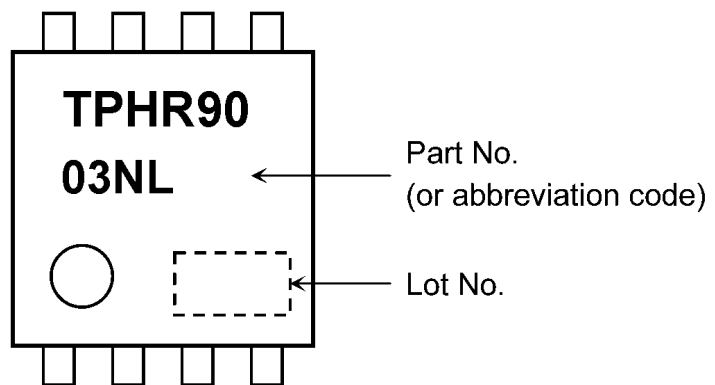 TPHR90
03NL
Part No.
(or abbreviation code)
Lot No.